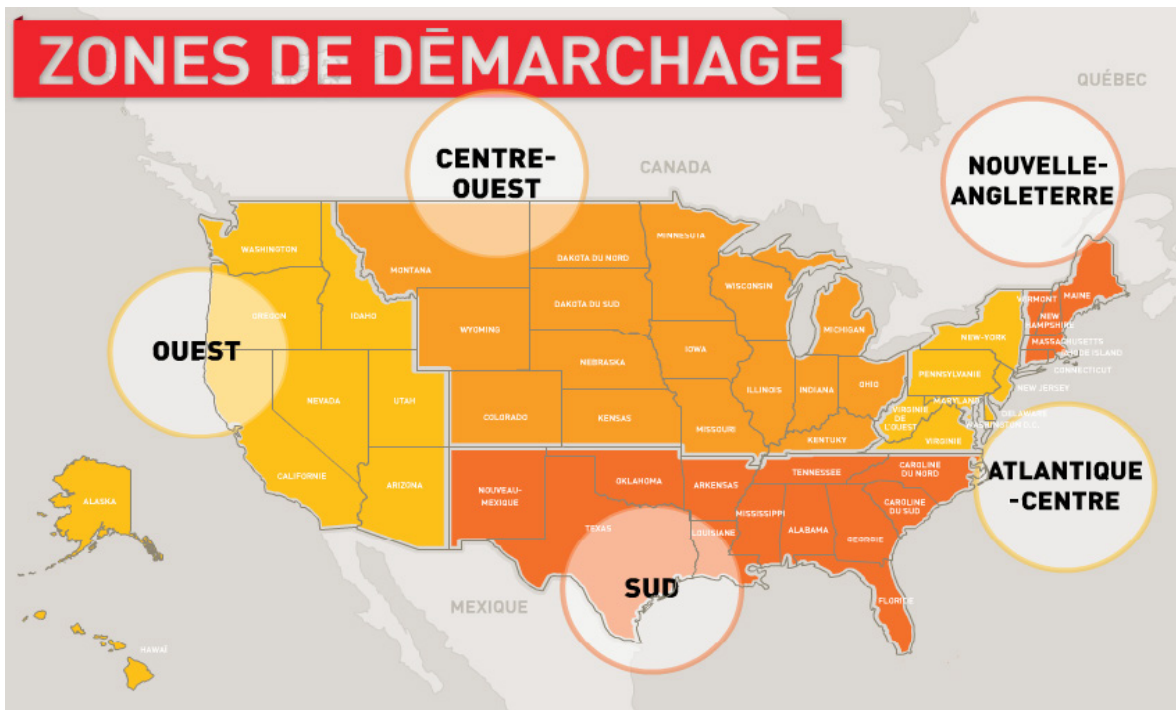 ZONES DE DĒMARCHAGE
QUÉBEC
CENTRE-
OUEST
CANADA
NOUVELLE-
ANGLETERRE
WASHINGTON
MONTANA
DAKOTA DU NORD
MINNESOTA
VERMONT
MAINE
OREGON
IDAHO
WYOMING
DAKOTA DU SUD
WISCONSIN
MICHIGAN
NEW
HAMPSHIRE
NEW-YORK
MASSACHUSETTS
RHODE ISLAND
CONNECTICUT
OUEST
NEBRASKA
IOWA
PENNSYLVANIE
NEW JERSEY
NEVADA
UTAH
COLORADO
KENSAS
MISSOURI
ILLINOIS
INDIANA
OHIO
MARYLAND
DELAWARE
WASHINGTON D.C.
VIRGINIE
DE
L'OUEST
VIRGINIE
KENTUKY
CALIFORNIE
ARIZONA
NOUVEAU-
MEXIQUE
OKLAHOMA
ARKENSAS
TENNESSEE
CAROLINE
DU NORD
ATLANTIQUE
-CENTRE
ALASKA
TEXAS
LOUISIANE
MISSISSIPPI
ALABAMA
GEORGIE
CAROLINE
DU SUD
SUD
MEXIQUE
FLORIDE
HAWAÏ